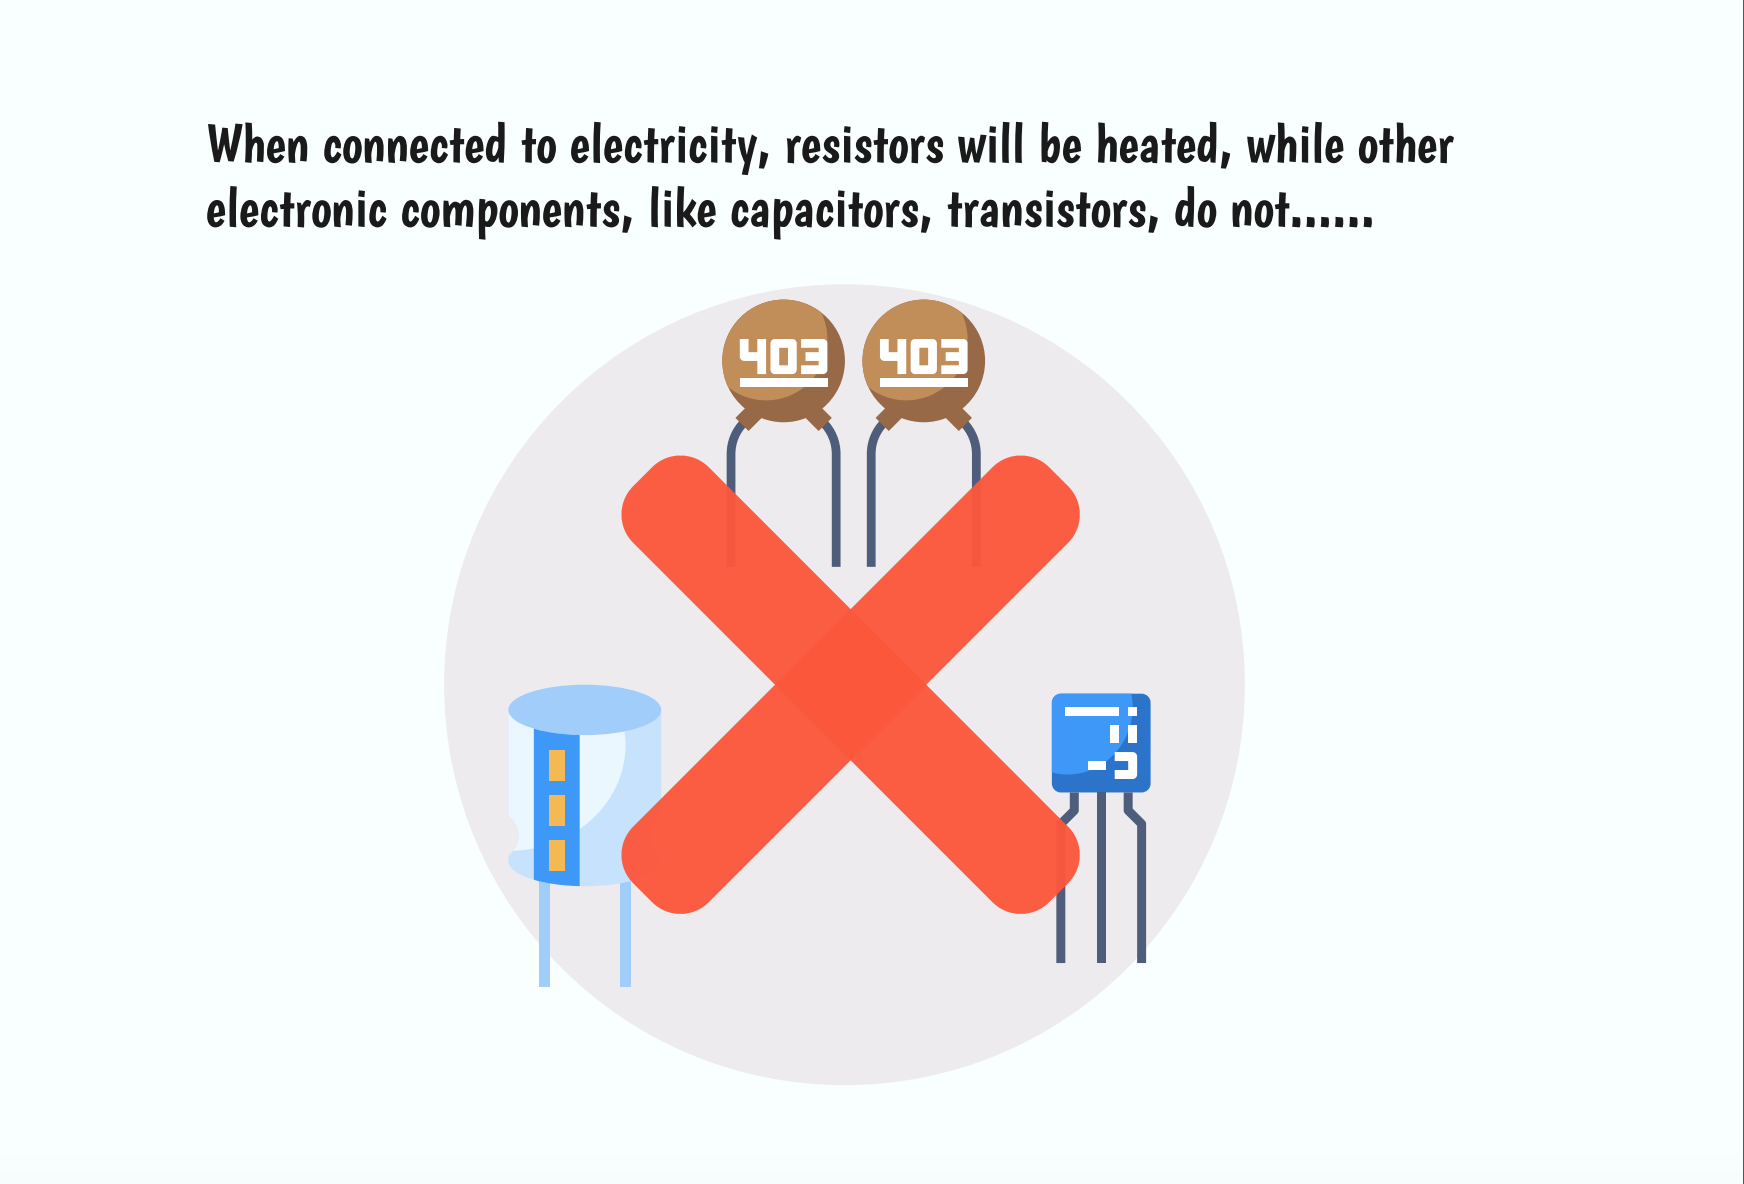 When connected to electricity, resistors will be heated, while other
electronic components, like capacitors, transistors, do not......
403 403